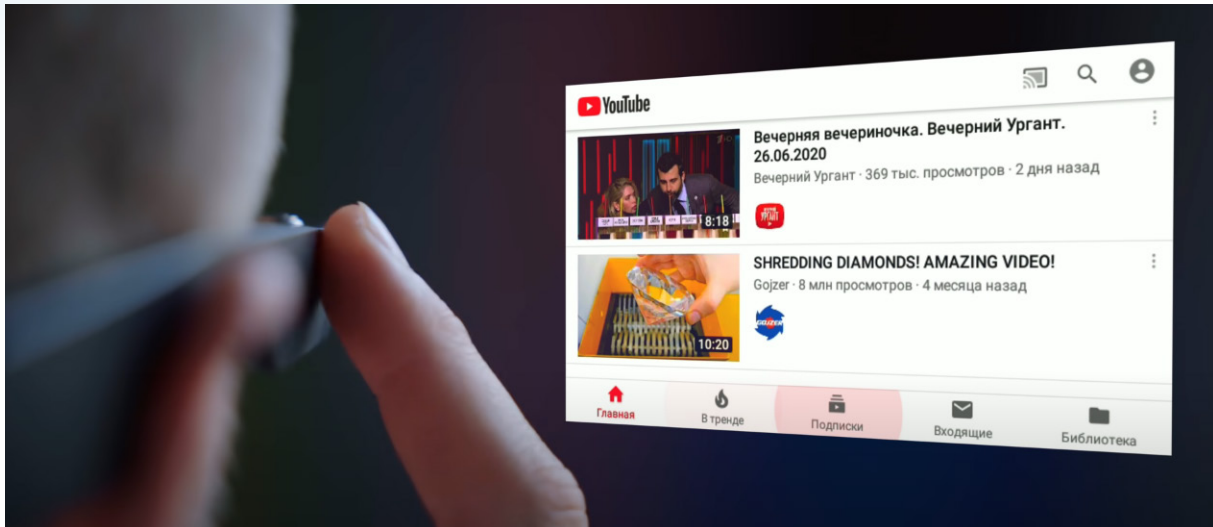 YouTube
Вечерняя вечериночка. Вечерний Ургант.
26.06.2020
Вечерний Ургант · 369 тыс. просмотров · 2 дня назад
8:18
SHREDDING DIAMONDS! AMAZING VIDEO!
Gojzer · 8 млн просмотров · 4 месяца назад
GOJZER
10:20
Главная
В тренде
Подписки
Входящие
Библиотека